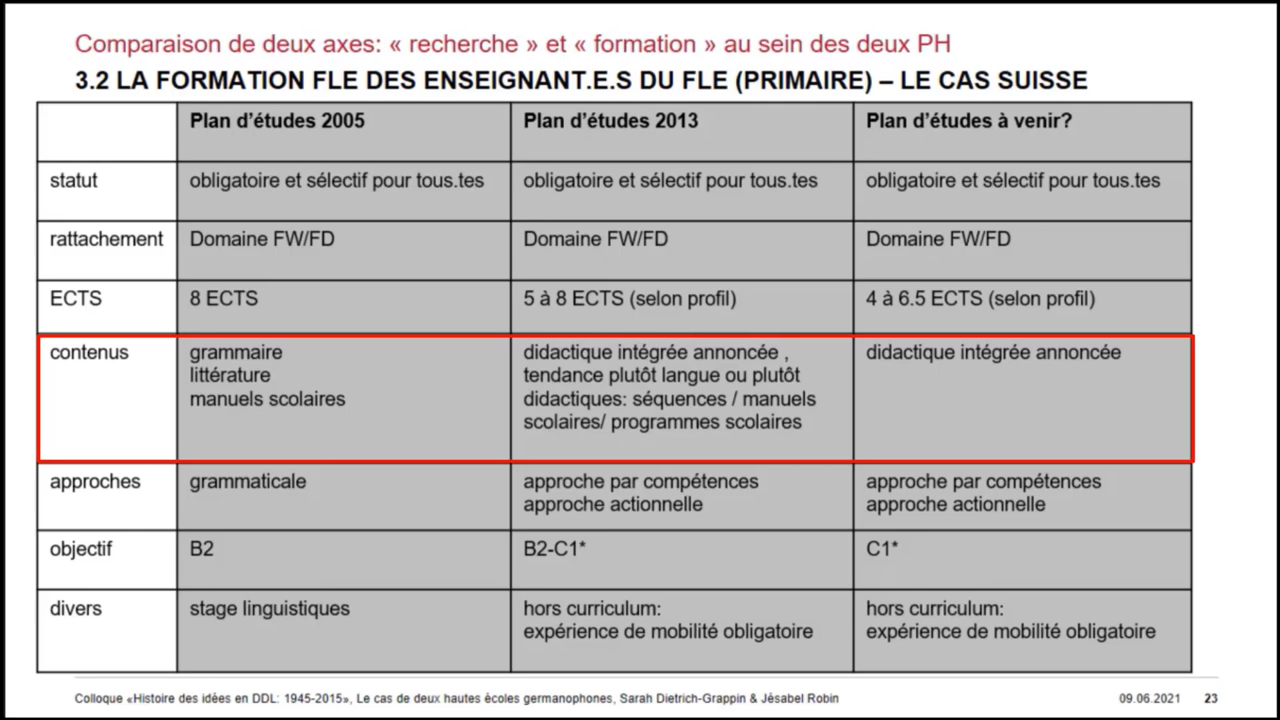 Comparaison de deux axes: « recherche » et « formation » au sein des deux PH
3.2 LA FORMATION FLE DES ENSEIGNANT.E.S DU FLE (PRIMAIRE) – LE CAS SUISSE
Plan d'études 2005
Plan d'études 2013
Plan d'études à venir?
statut
obligatoire et sélectif pour tous.tes
obligatoire et sélectif pour tous.tes
obligatoire et sélectif pour tous.tes
rattachement
Domaine FW/FD
Domaine FW/FD
Domaine FW/FD
ECTS
8 ECTS
5 à 8 ECTS (selon profil)
4 à 6.5 ECTS (selon profil)
contenus
grammaire
littérature
manuels scolaires
didactique intégrée annoncée ,
tendance plutôt langue ou plutôt
didactiques: séquences / manuels
scolaires/ programmes scolaires
didactique intégrée annoncée
approches
grammaticale
approche par compétences
approche actionnelle
approche par compétences
approche actionnelle
objectif
B2
B2-C1*
C1*
divers
stage linguistiques
hors curriculum:
expérience de mobilité obligatoire
hors curriculum:
expérience de mobilité obligatoire
Colloque «Histoire des idées en DDL: 1945-2015», Le cas de deux hautes écoles germanophones, Sarah Dietrich-Grappin & Jésabel Robin
09.06.2021
23